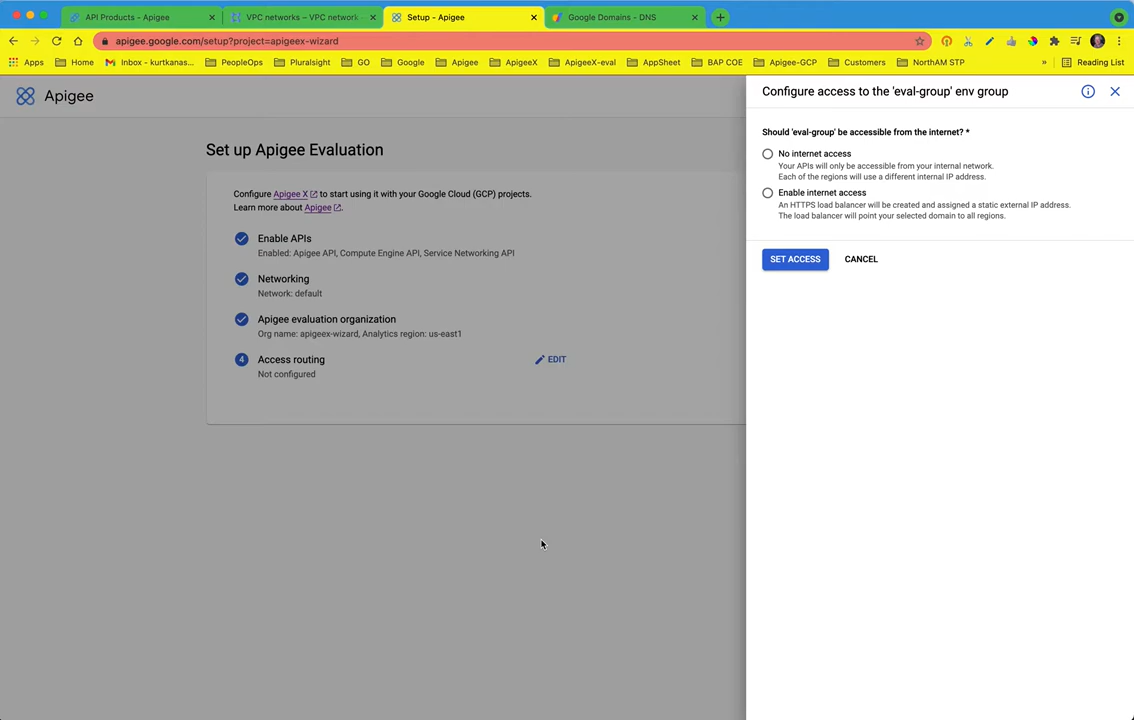 API Products - Apigee
VPC networks – VPC network
Setup - Apigee
Google Domains - DNS
apigee.google.com/setup?project=apigeex-wizard
Apps
Home
Inbox - kurtkanas...
PeopleOps
Pluralsight
GO
Google
Apigee
ApigeeX
ApigeeX-eval
AppSheet
BAP COE
Apigee-GCP
Customers
NorthAM STP
»
Reading List
Apigee
Set up Apigee Evaluation
Configure Apigee X to start using it with your Google Cloud (GCP) projects.
Learn more about Apigee.
Enable APIs
Enabled: Apigee API, Compute Engine API, Service Networking API
Networking
Network: default
Apigee evaluation organization
Org name: apigeex-wizard, Analytics region: us-east1
4 Access routing
EDIT
Not configured
Configure access to the 'eval-group' env group
Should 'eval-group' be accessible from the internet? *
No internet access
Your APIs will only be accessible from your internal network.
Each of the regions will use a different internal IP address.
Enable internet access
An HTTPS load balancer will be created and assigned a static external IP address.
The load balancer will point your selected domain to all regions.
SET ACCESS
CANCEL